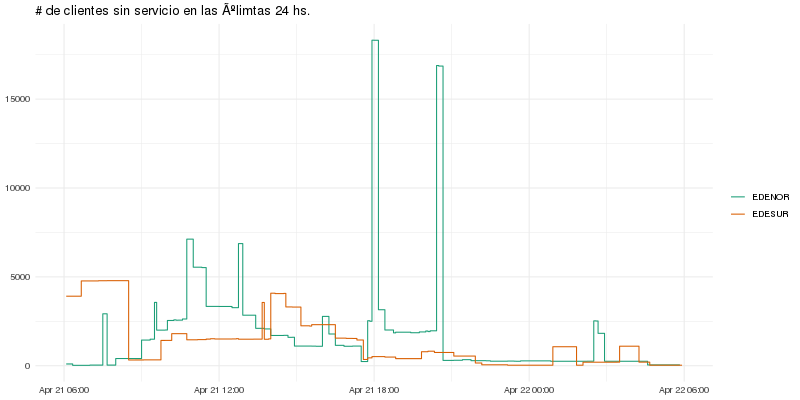 # de clientes sin servicio en las Ãºlimtas 24 hs.
15000
10000
5000
0
Apr 21 06:00
Apr 21 12:00
Apr 21 18:00
Apr 22 00:00
Apr 22 06:00
EDENOR
EDESUR